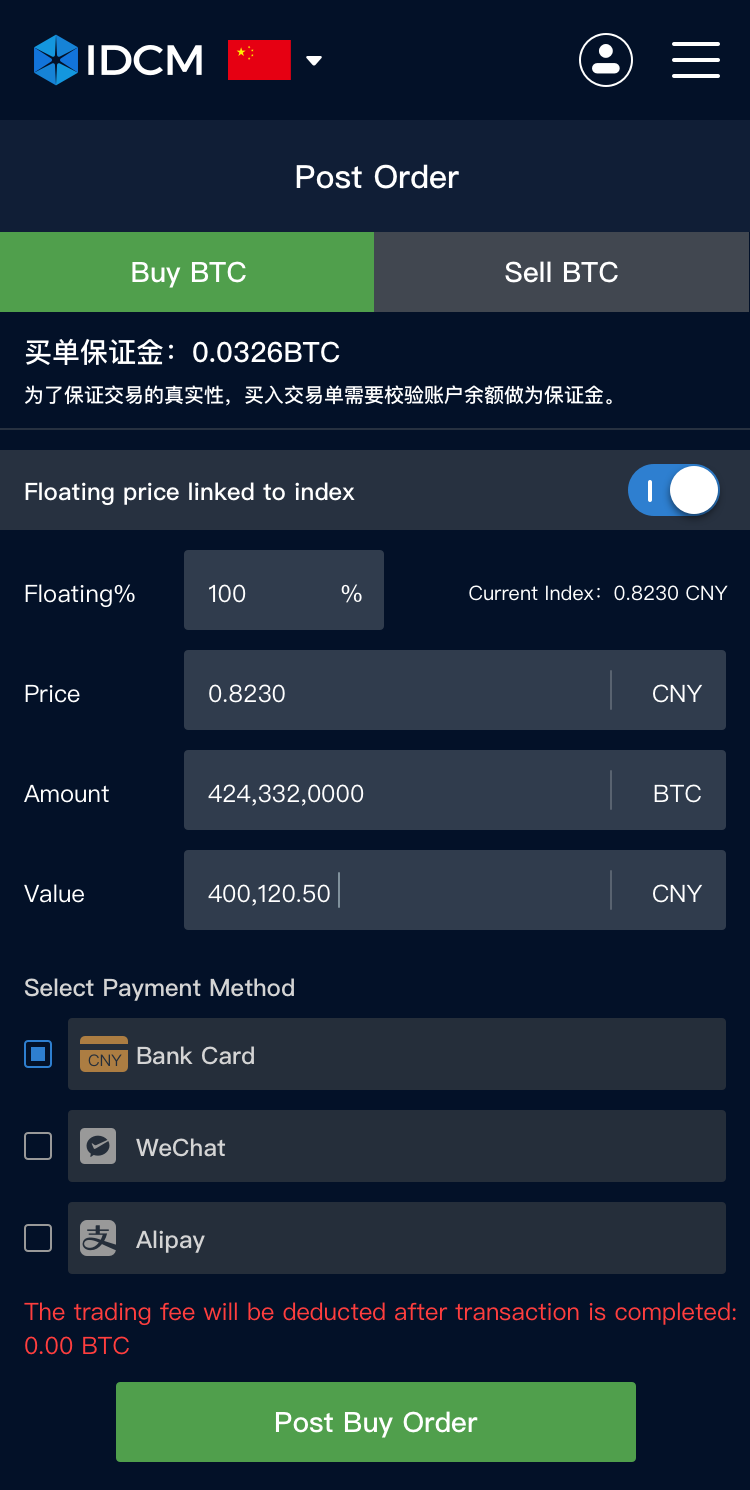 IDCM
Post Order
Buy BTC
Sell BTC
买单保证金：0.0326BTC
为了保证交易的真实性，买入交易单需要校验账户余额做为保证金。
Floating price linked to index
Floating%
100 %
Current Index：0.8230 CNY
Price
0.8230
CNY
Amount
424,332,0000
BTC
Value
400,120.50
CNY
Select Payment Method
CNY Bank Card
WeChat
支 Alipay
The trading fee will be deducted after transaction is completed:
0.00 BTC
Post Buy Order